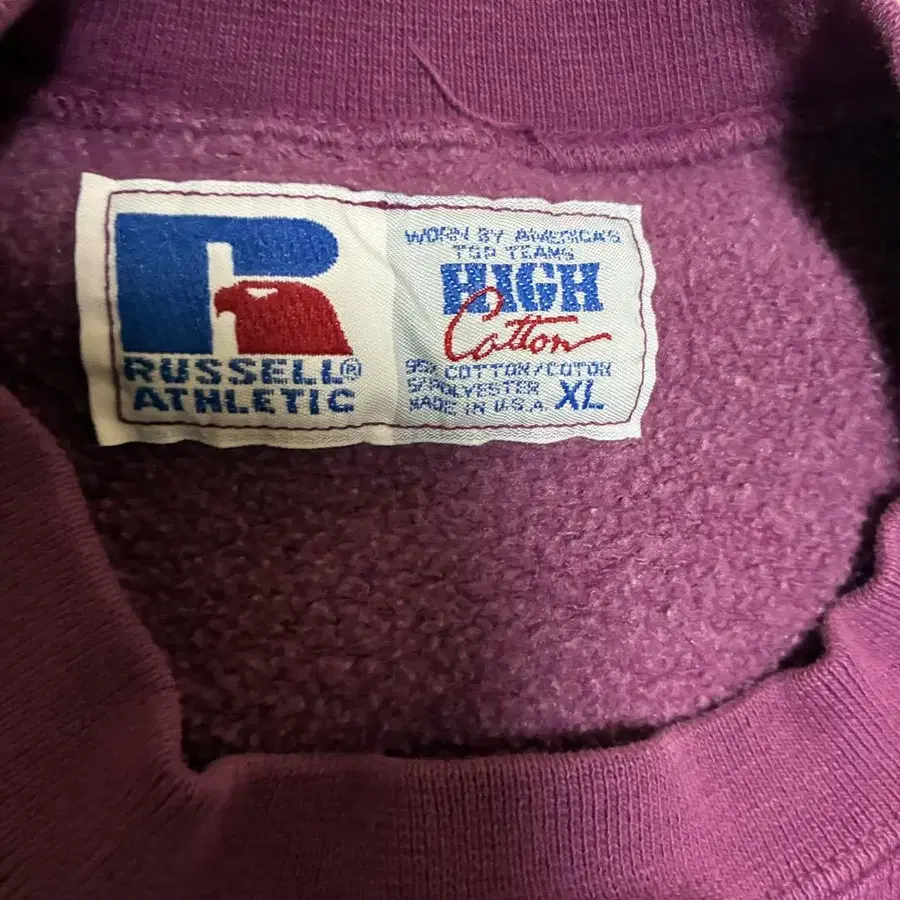 RUSSELL®
ATHLETIC
WORN BY AMERICA'S
TOP TEAMS
HIGH
Cotton
95% COTTON/COTON
5/POLYESTER
MADE IN U.S.A. XL